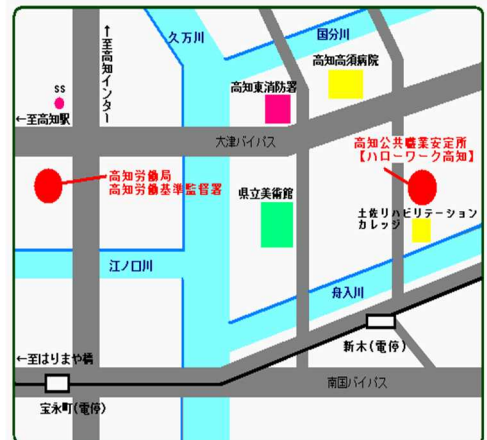 ←至高知インター
久万川
国分川
高知高須病院
SS
高知東消防署
←至高知駅
大津バイパス
高知公共職業安定所
【ハローワーク高知】
高知労働局
高知労働基準監督署
県立美術館
土佐リハビリテーション
カレッジ
江ノ口川
舟入川
新木(電停)
←至はりまや橋
南国バイパス
宝永町(電停)